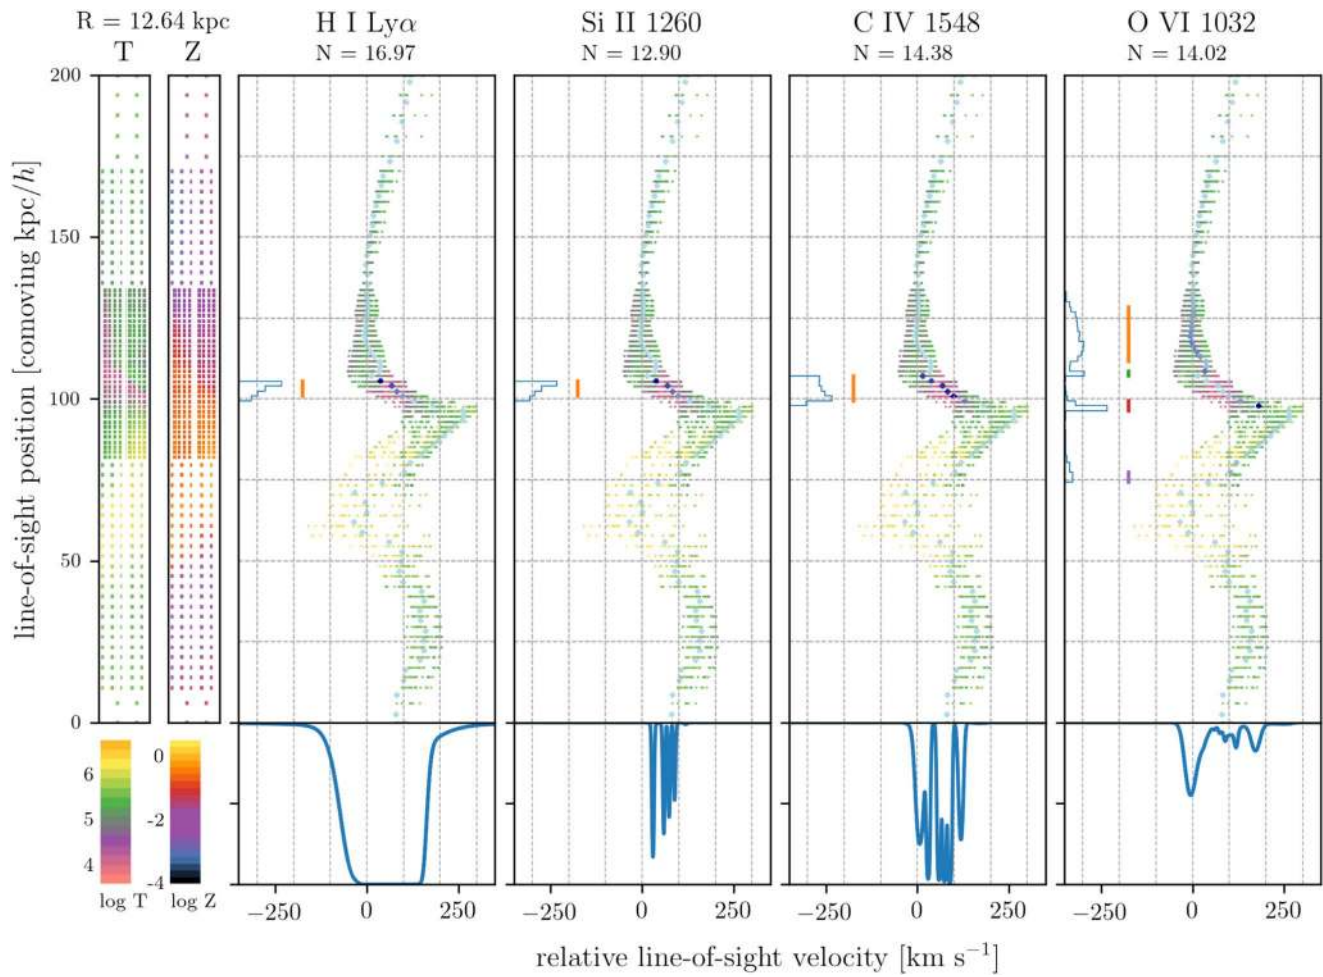 R = 12.64 kpc
T Z
H I Lyα
N = 16.97
Si II 1260
N = 12.90
C IV 1548
N = 14.38
O VI 1032
N = 14.02
line-of-sight position [comoving kpc/h]
200
150
100
50
0
6
5
4
log T
0
-2
-4
log Z
−250 0 250
−250 0 250
−250 0 250
−250 0 250
relative line-of-sight velocity [km s⁻¹]